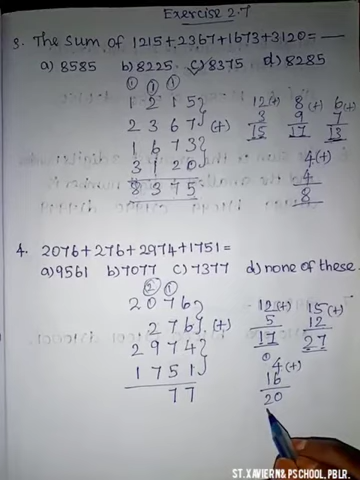 Exercise 2.7
3. The sum of 1215+2367+1673+3120= —
a) 8585 b) 8225 c) 8375 d) 8285
1 1 1
1 2 1 5 12(+) 8(+) 6(+)
2 3 6 7 (+) 3 9 7
1 6 7 3 15 17 13
3 1 2 0 4(+)
8 3 7 5 4
8
4. 2076+276+2974+1751=
a) 9561 b) 7077 c) 7377 d) none of these.
2 1
2 0 7 6 12(+) 15(+)
2 7 6 (+) 5 12
2 9 7 4 17 27
1 7 5 1 4(+)
7 7 16
20
ST.XAVIER N&P SCHOOL, PBLR.